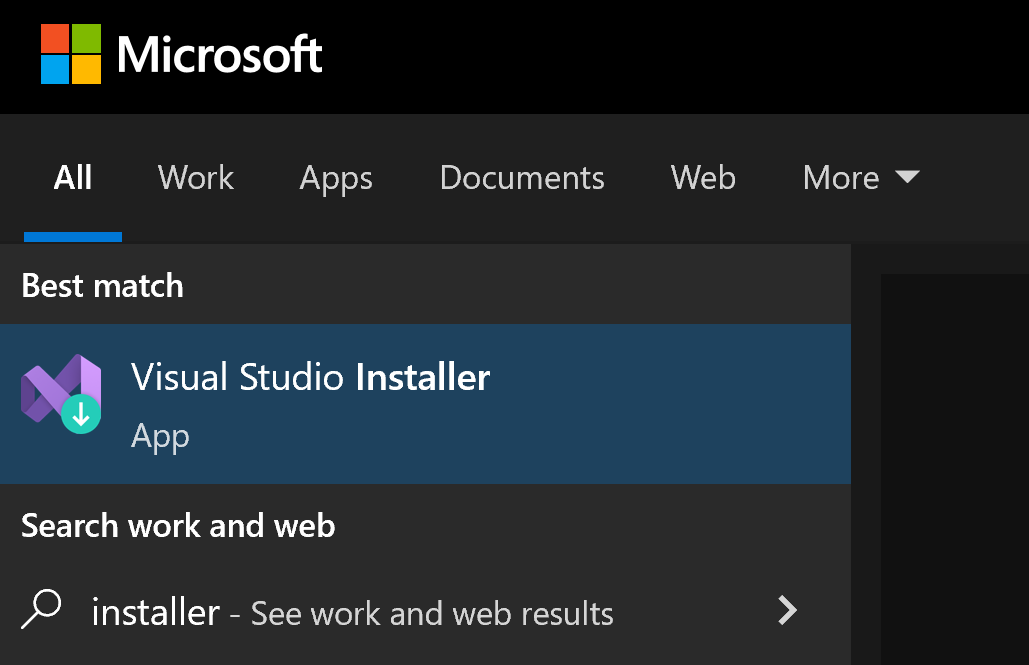 Microsoft
All Work Apps Documents Web More
Best match
Visual Studio Installer
App
Search work and web
installer - See work and web results